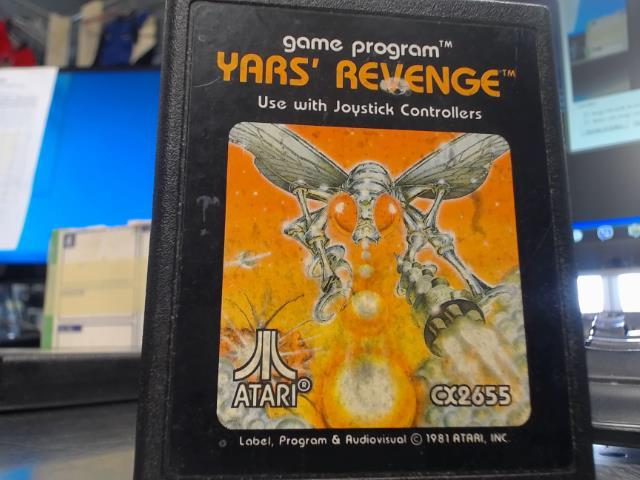 game program™
YARS' REVENGE™
Use with Joystick Controllers
ATARI®
CX2655
Label, Program & Audiovisual © 1981 ATARI, INC.